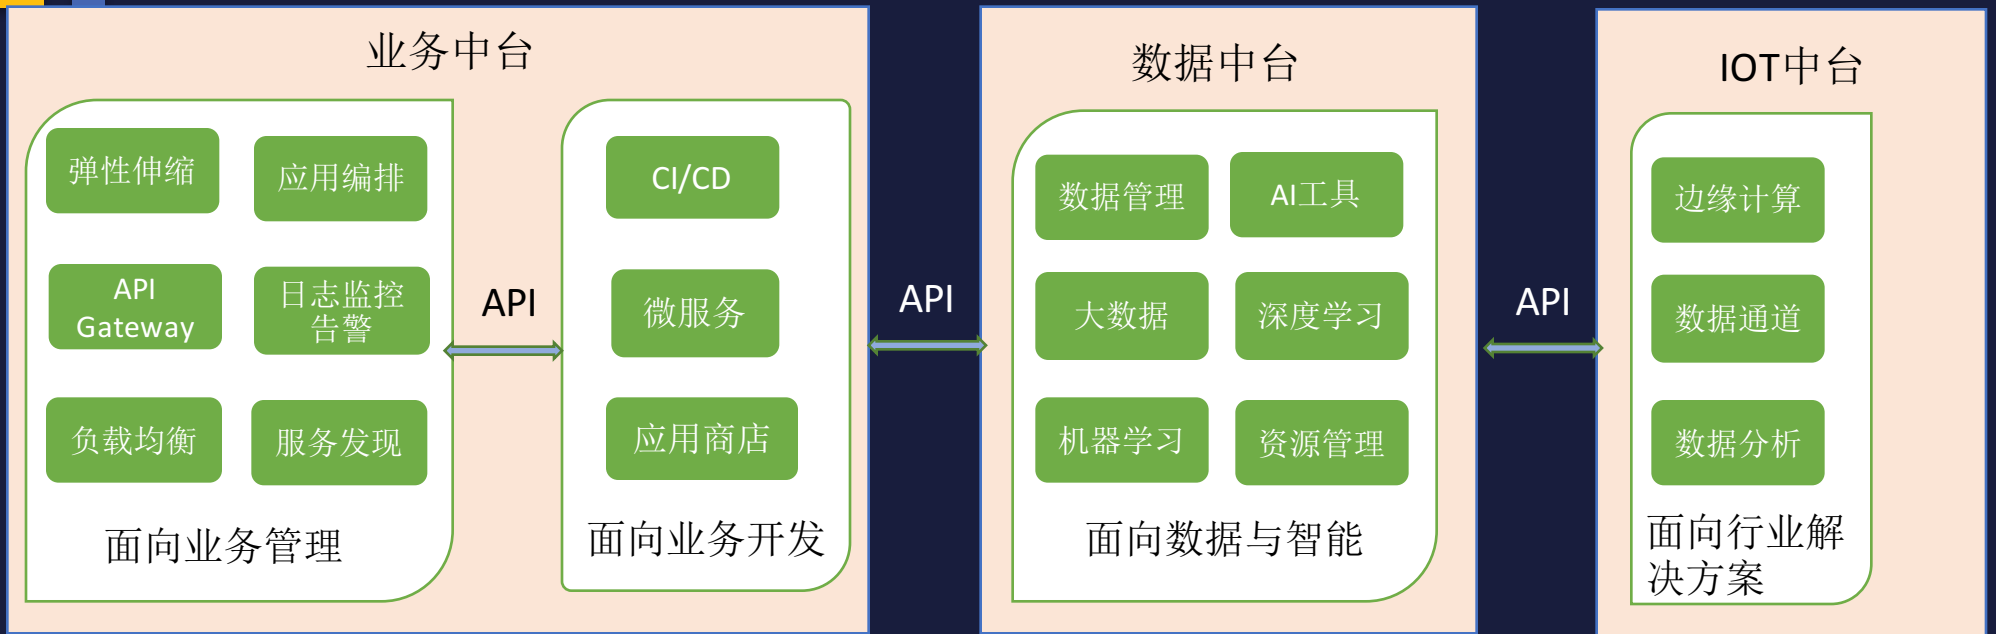 业务中台
弹性伸缩
应用编排
API
Gateway
日志监控
告警
负载均衡
服务发现
面向业务管理
API
CI/CD
微服务
应用商店
面向业务开发
API
数据中台
数据管理
AI工具
大数据
深度学习
机器学习
资源管理
面向数据与智能
API
IOT中台
边缘计算
数据通道
数据分析
面向行业解
决方案